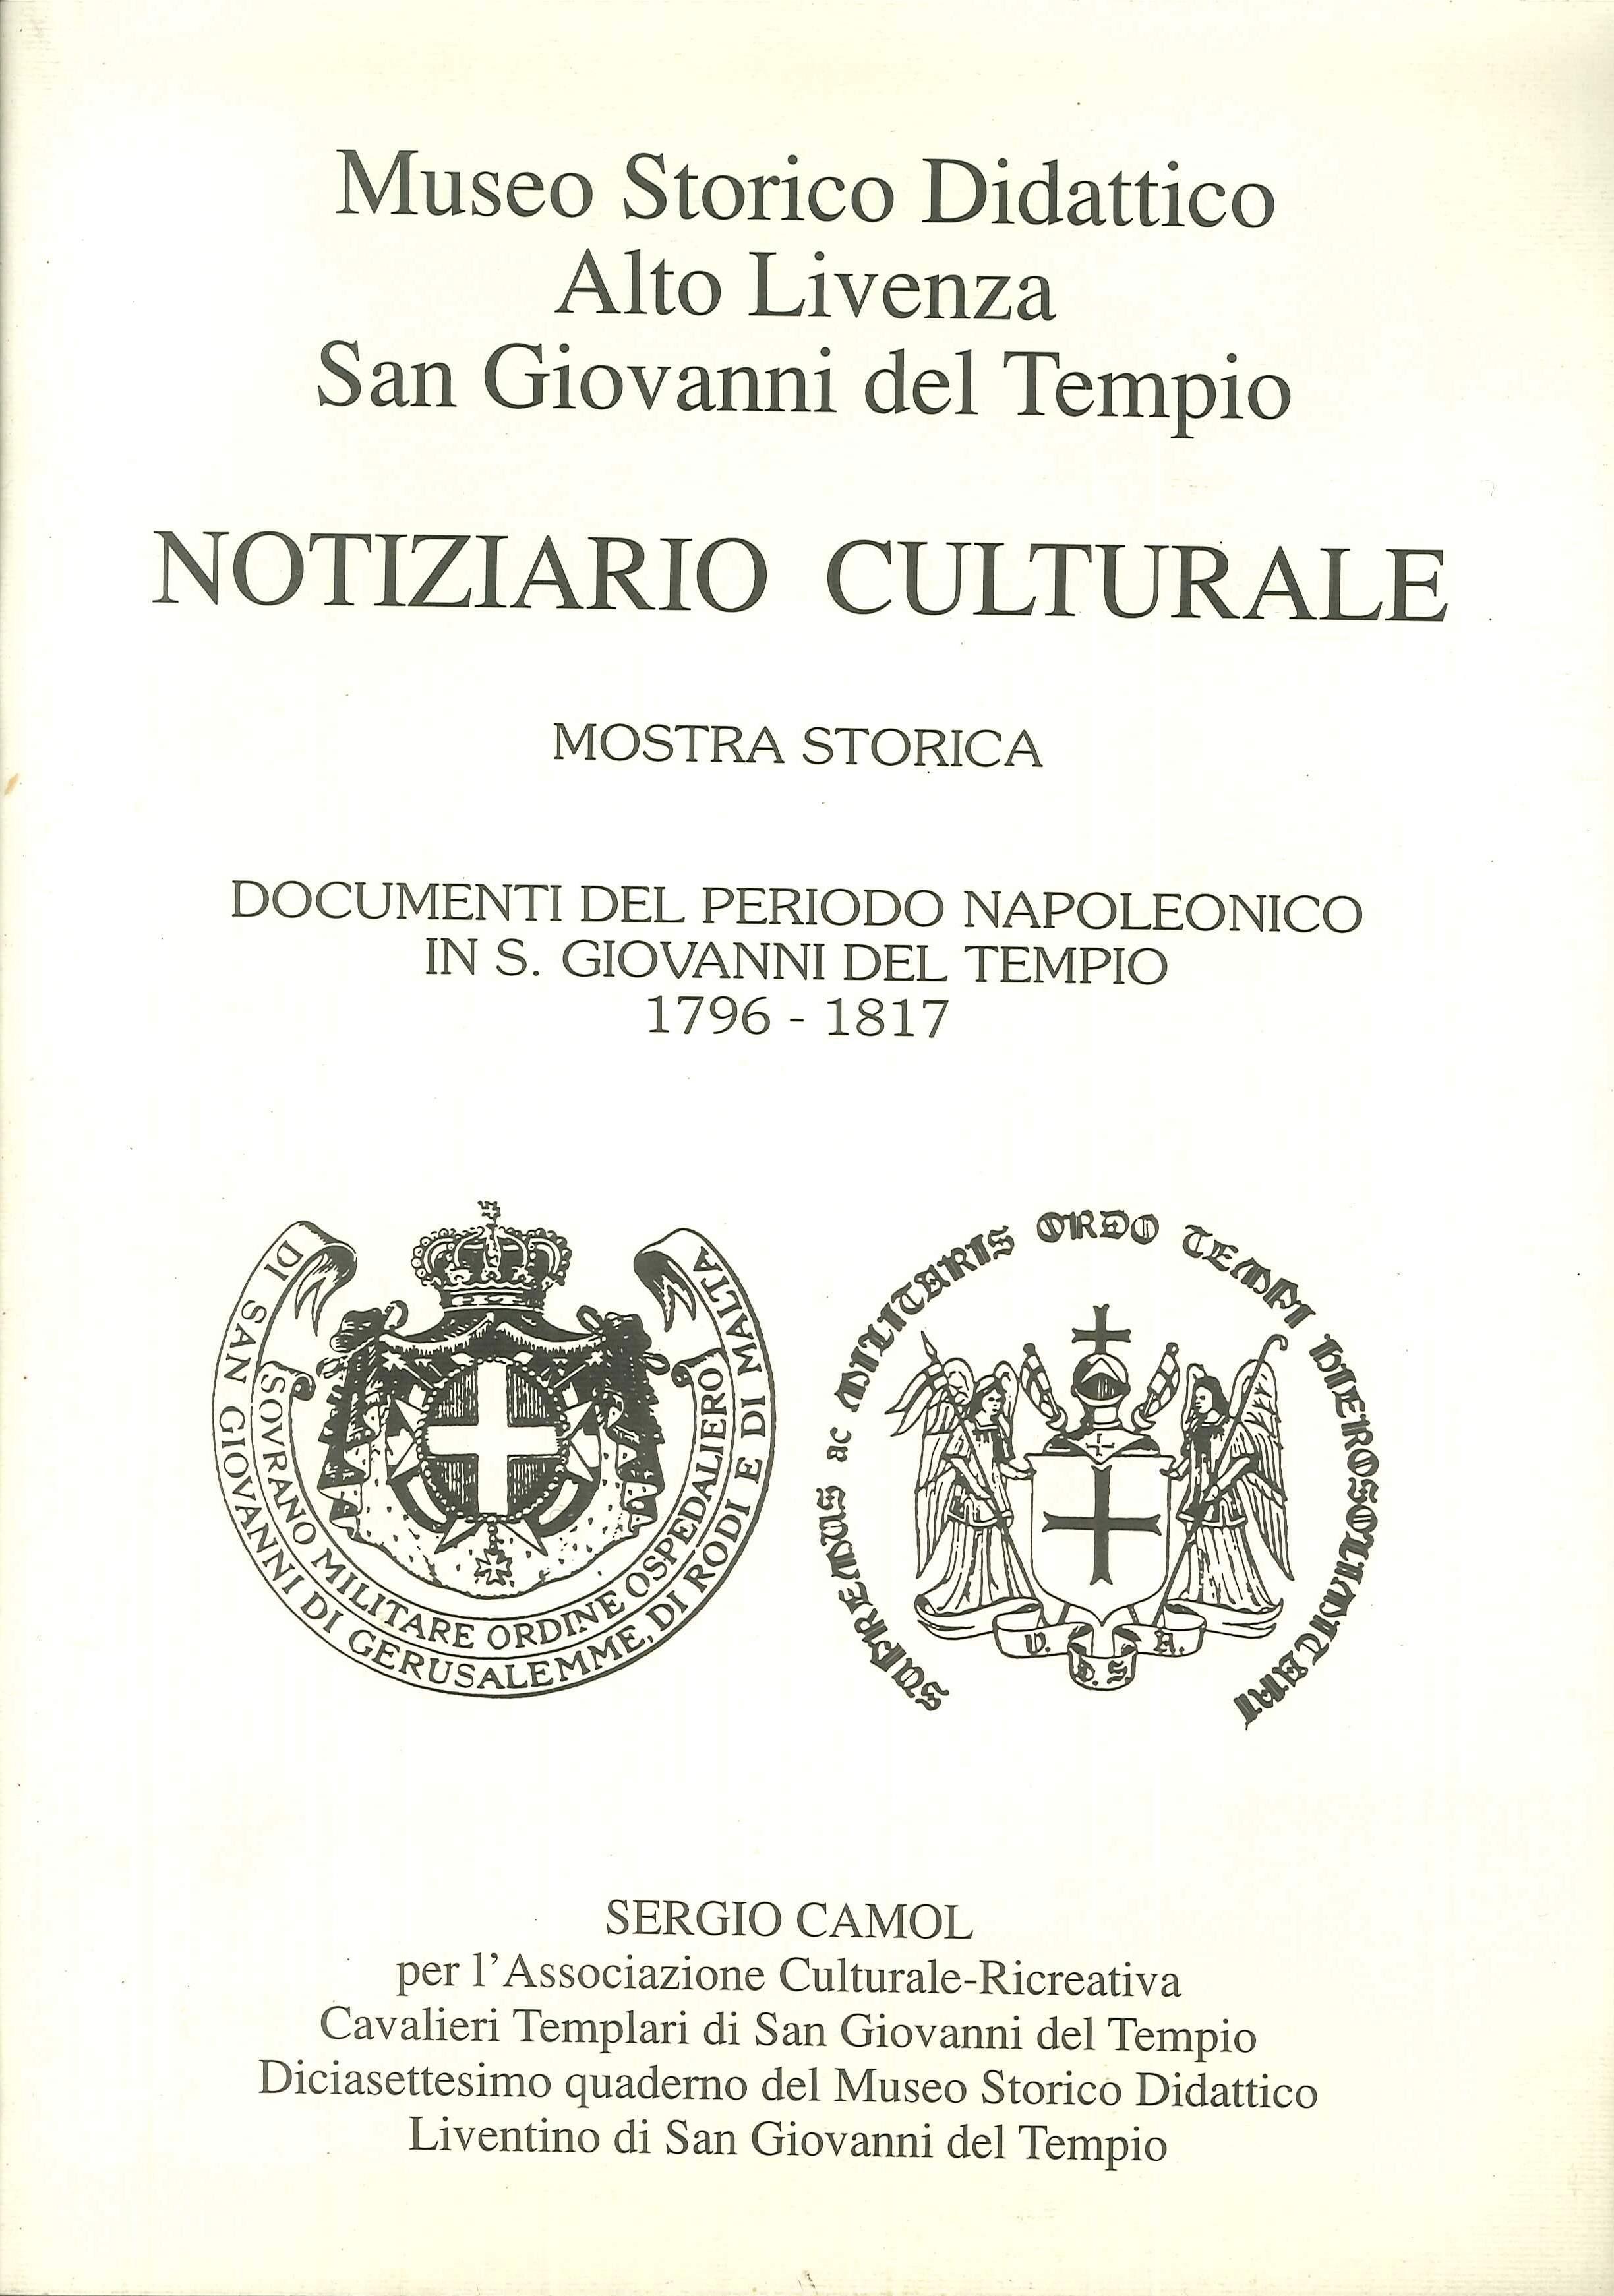 Museo Storico Didattico
Alto Livenza
San Giovanni del Tempio
NOTIZIARIO CULTURALE
MOSTRA STORICA
DOCUMENTI DEL PERIODO NAPOLEONICO
IN S. GIOVANNI DEL TEMPIO
1796 - 1817
SOVRANO MILITARE ORDINE OSPEDALIERO
DI SAN GIOVANNI DI GERUSALEMME, DI RODI E DI MALTA
SUPREMUS ac MILITARIS ORDO TEMPI HIEROSOLIMITANI
V. D. S. A.
SERGIO CAMOL
per l'Associazione Culturale-Ricreativa
Cavalieri Templari di San Giovanni del Tempio
Diciasettesimo quaderno del Museo Storico Didattico
Liventino di San Giovanni del Tempio